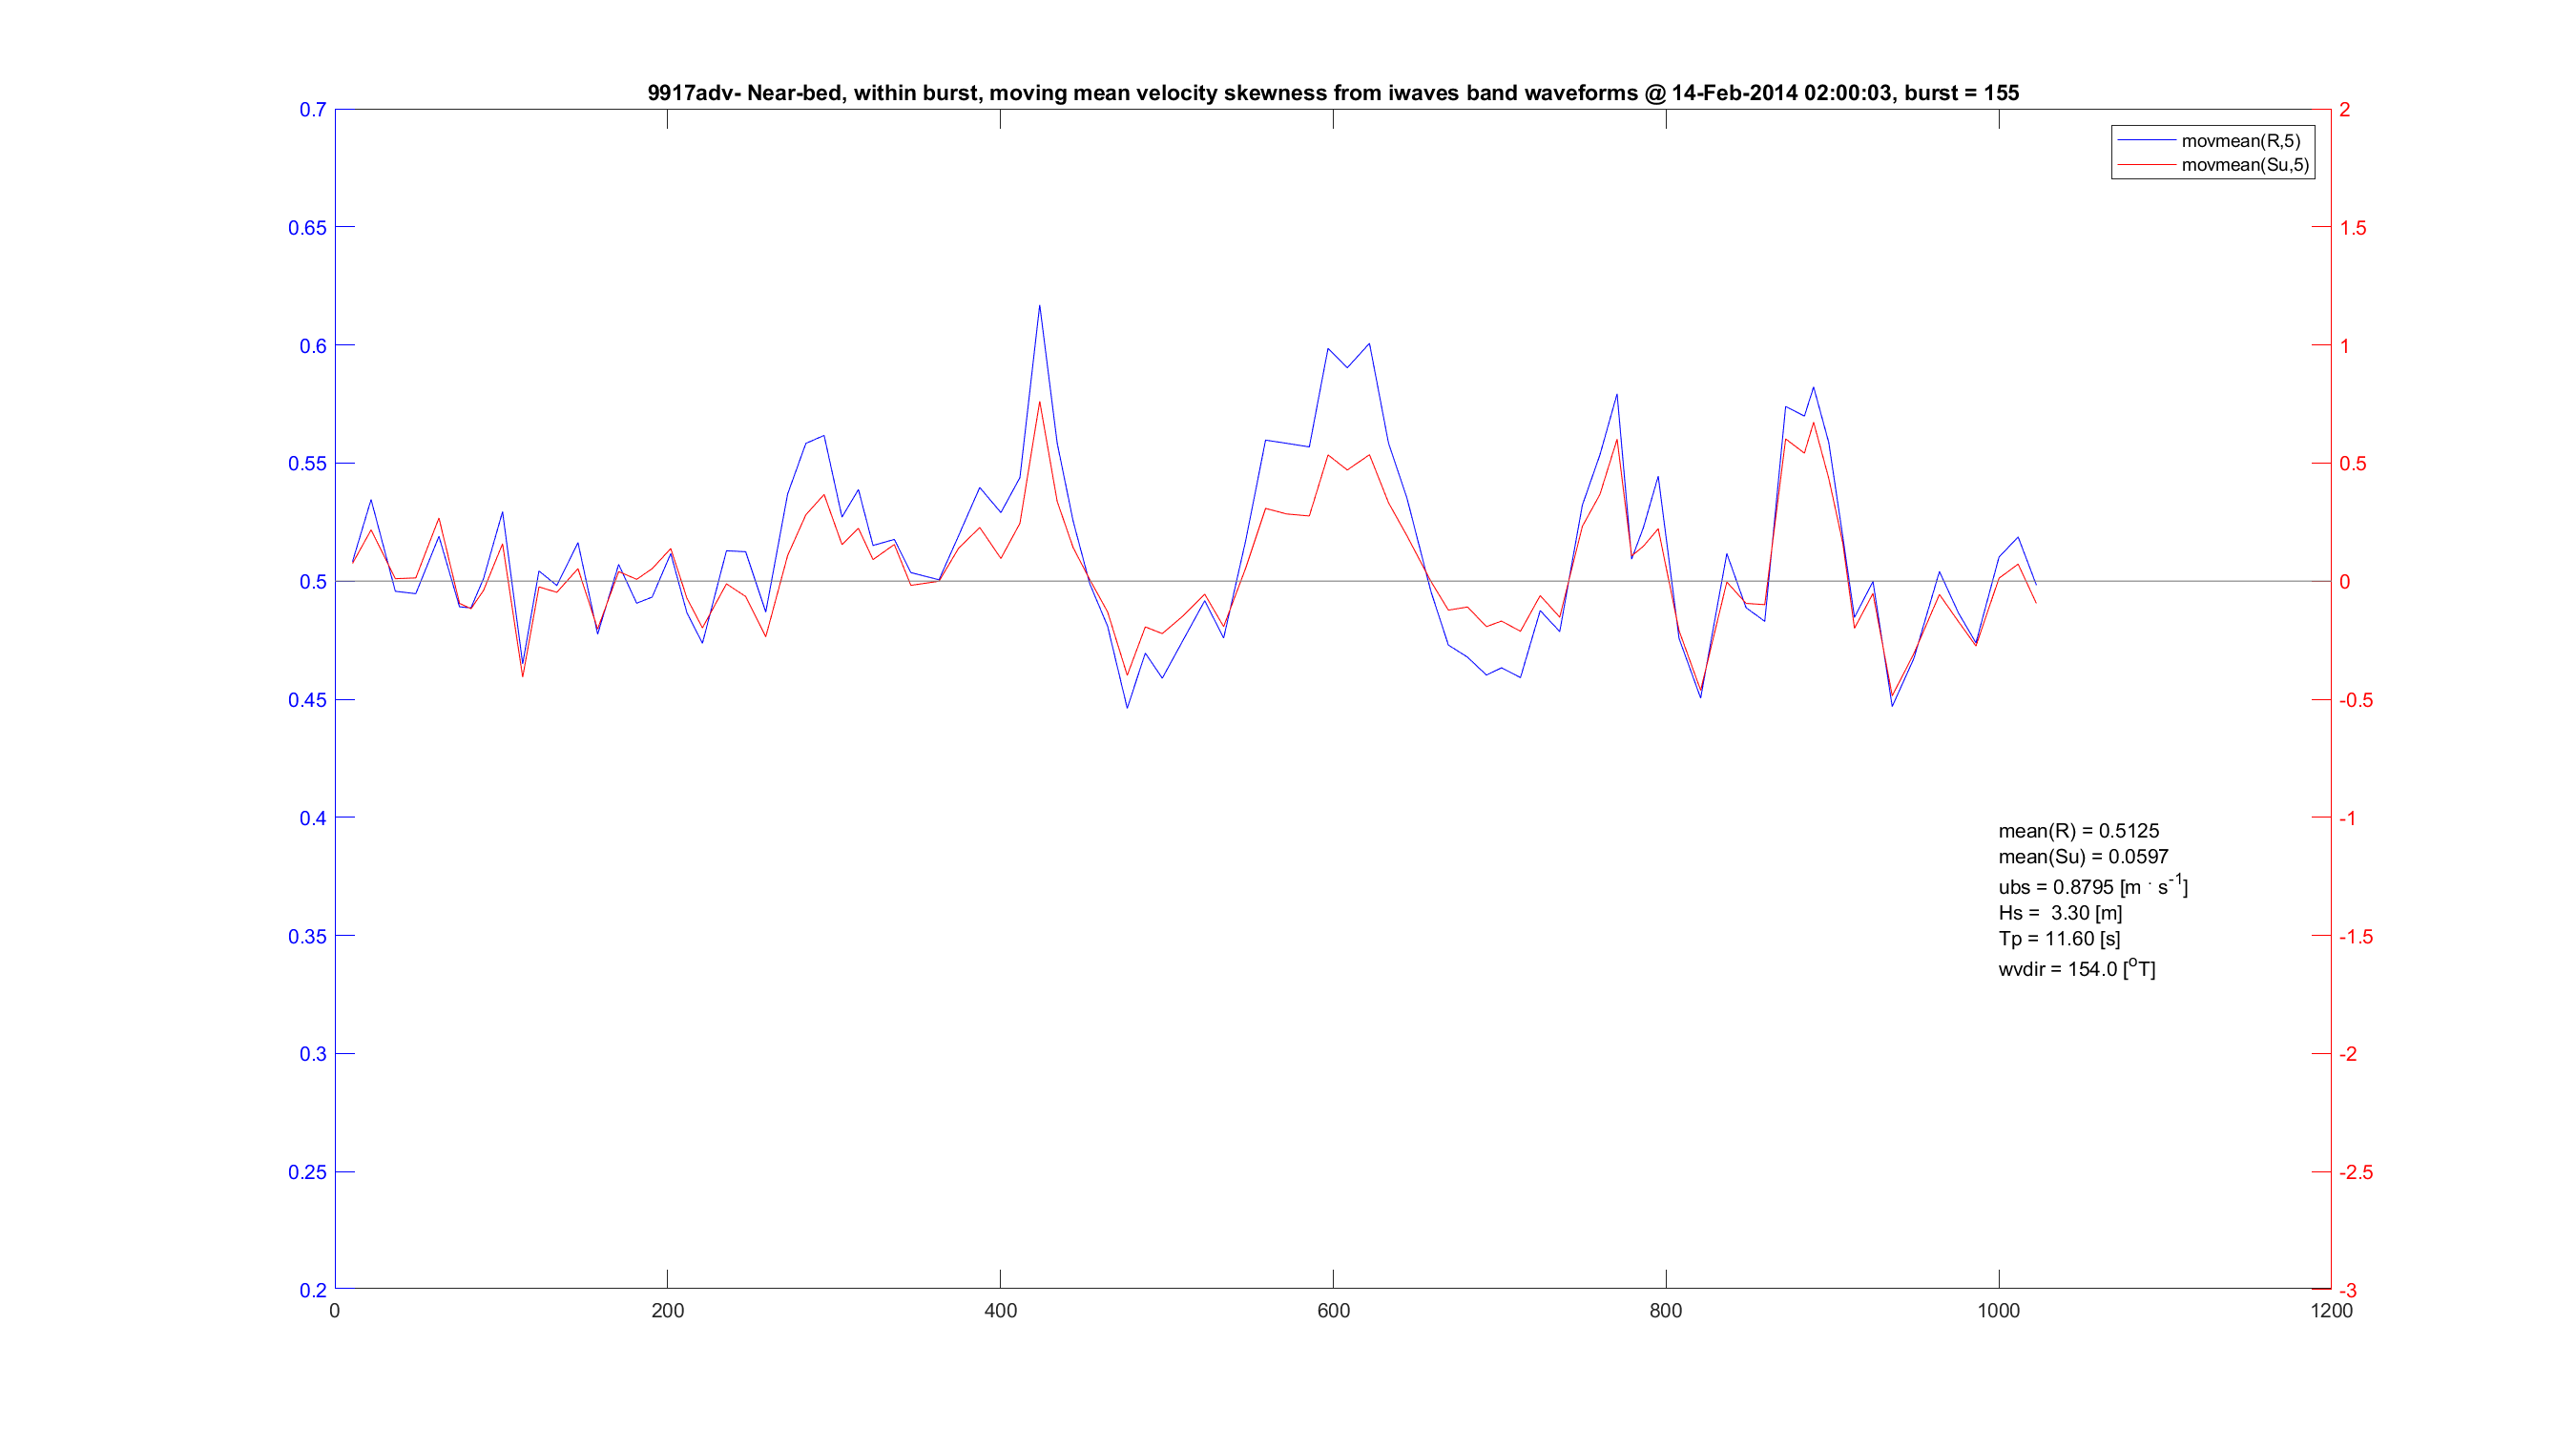 9917adv- Near-bed, within burst, moving mean velocity skewness from iwaves band waveforms @ 14-Feb-2014 02:00:03, burst = 155
movmean(R,5)
movmean(Su,5)
0.7
0.65
0.6
0.55
0.5
0.45
0.4
0.35
0.3
0.25
0.2
2
1.5
1
0.5
0
-0.5
-1
-1.5
-2
-2.5
-3
mean(R) = 0.5125
mean(Su) = 0.0597
ubs = 0.8795 [m · s⁻¹]
Hs = 3.30 [m]
Tp = 11.60 [s]
wvdir = 154.0 [ᵒT]
0 200 400 600 800 1000 1200